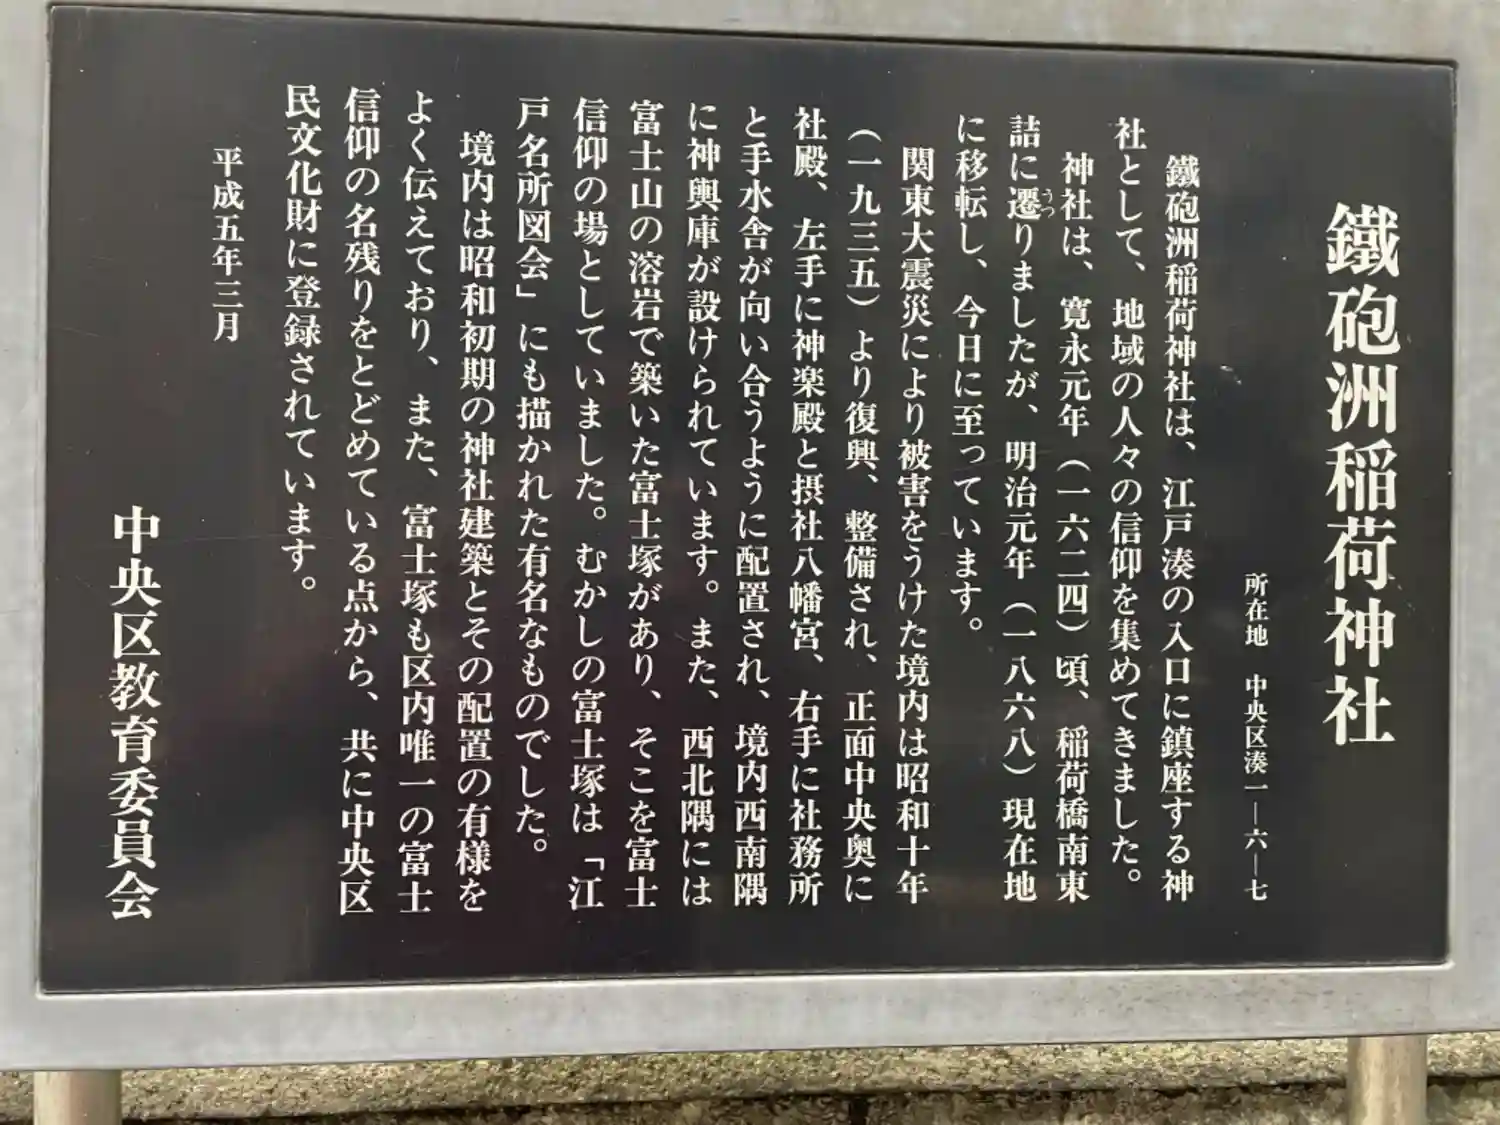 鐵砲洲稲荷神社
所在地 中央区湊一―六―七
鐵砲洲稲荷神社は、江戸湊の入口に鎮座する神
社として、地域の人々の信仰を集めてきました。
神社は、寛永元年(一六二四)頃、稲荷橋南東
詰に遷りましたが、明治元年(一八六八)現在地
うつ
に移転し、今日に至っています。
関東大震災により被害をうけた境内は昭和十年
(一九三五)より復興、整備され、正面中央奥に
社殿、左手に神楽殿と摂社八幡宮、右手に社務所
と手水舎が向い合うように配置され、境内西南隅
に神輿庫が設けられています。また、西北隅には
富士山の溶岩で築いた富士塚があり、そこを富士
信仰の場としていました。むかしの富士塚は「江
戸名所図会」にも描かれた有名なものでした。
境内は昭和初期の神社建築とその配置の有様を
よく伝えており、また、富士塚も区内唯一の富士
信仰の名残りをとどめている点から、共に中央区
民文化財に登録されています。
平成五年三月
中央区教育委員会